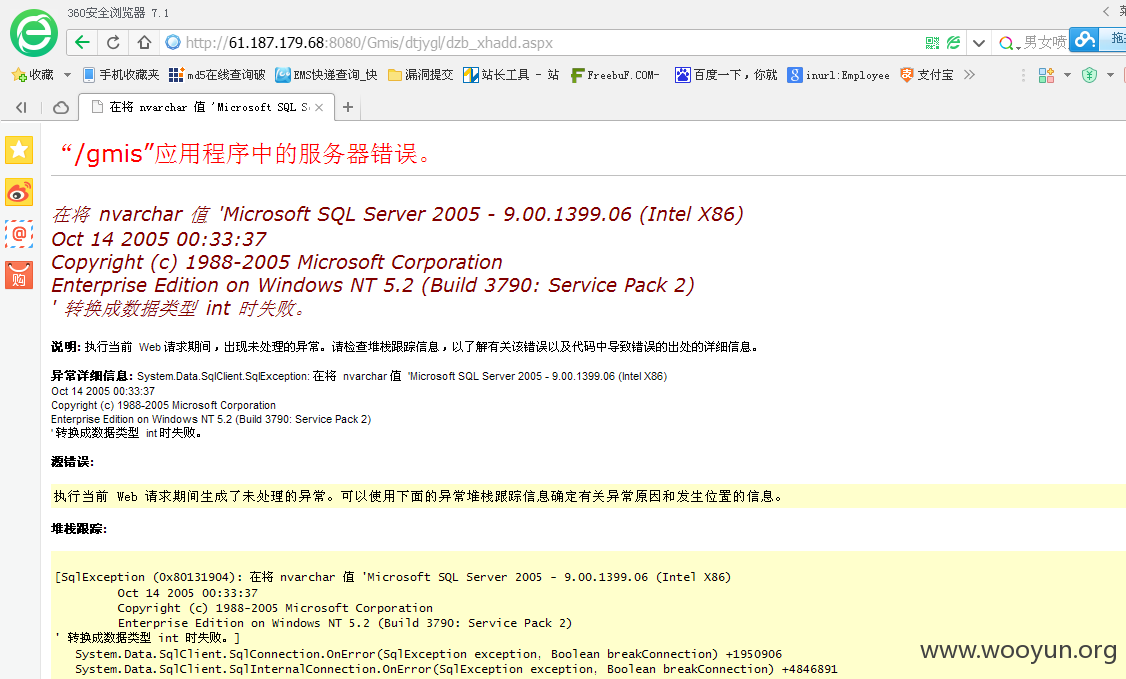 360安全浏览器 7.1
http://61.187.179.68:8080/Gmis/dtjygl/dzb_xhadd.aspx
男女喷
收藏 手机收藏夹 md5在线查询破 EMS快递查询_快 漏洞提交 站长工具 - 站 FreebuF.COM- 百度一下，你就 inurl:Employee 支付宝
在将 nvarchar 值 'Microsoft SQL S
“/gmis”应用程序中的服务器错误。
在将 nvarchar 值 'Microsoft SQL Server 2005 - 9.00.1399.06 (Intel X86)
Oct 14 2005 00:33:37
Copyright (c) 1988-2005 Microsoft Corporation
Enterprise Edition on Windows NT 5.2 (Build 3790: Service Pack 2)
' 转换成数据类型 int 时失败。
说明: 执行当前 Web 请求期间，出现未处理的异常。请检查堆栈跟踪信息，以了解有关该错误以及代码中导致错误的出处的详细信息。
异常详细信息: System.Data.SqlClient.SqlException: 在将 nvarchar 值 'Microsoft SQL Server 2005 - 9.00.1399.06 (Intel X86)
Oct 14 2005 00:33:37
Copyright (c) 1988-2005 Microsoft Corporation
Enterprise Edition on Windows NT 5.2 (Build 3790: Service Pack 2)
' 转换成数据类型 int 时失败。
源错误:
执行当前 Web 请求期间生成了未处理的异常。可以使用下面的异常堆栈跟踪信息确定有关异常原因和发生位置的信息。
堆栈跟踪:
[SqlException (0x80131904): 在将 nvarchar 值 'Microsoft SQL Server 2005 - 9.00.1399.06 (Intel X86)
Oct 14 2005 00:33:37
Copyright (c) 1988-2005 Microsoft Corporation
Enterprise Edition on Windows NT 5.2 (Build 3790: Service Pack 2)
' 转换成数据类型 int 时失败。]
System.Data.SqlClient.SqlConnection.OnError(SqlException exception, Boolean breakConnection) +1950906
System.Data.SqlClient.SqlInternalConnection.OnError(SqlException exception, Boolean breakConnection) +4846891
购
www.wooyun.org